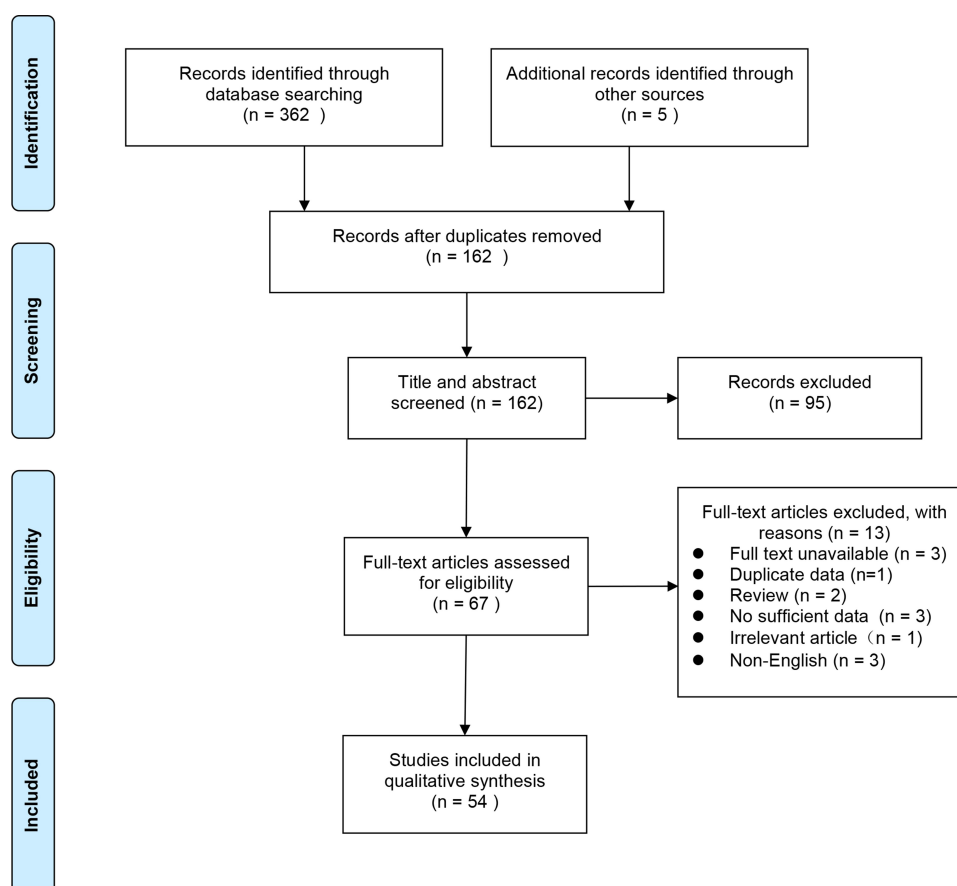 Identification
Records identified through
database searching
(n = 362  )
Additional records identified through
other sources
(n = 5 )
Records after duplicates removed
(n = 162  )
Screening
Title and abstract
screened (n = 162)
Records excluded
(n = 95)
Eligibility
Full-text articles assessed
for eligibility
(n = 67 )
Full-text articles excluded, with
reasons (n = 13)
● Full text unavailable (n = 3)
● Duplicate data (n=1)
● Review (n = 2)
● No sufficient data  (n = 3)
● Irrelevant article（n = 1)
● Non-English (n = 3)
Included
Studies included in
qualitative synthesis
(n = 54 )